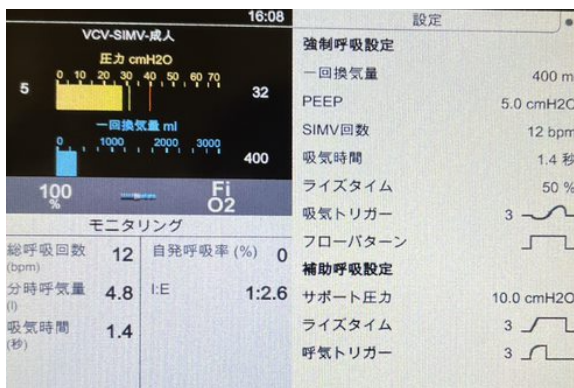 16:08
VCV-SIMV-成人
圧力 cmH2O
0 10 20 30 40 50 60 70
5
32
一回換気量 ml
0 1000 2000 3000
400
100
%
Fi
O2
モニタリング
総呼吸回数
(bpm)
12
自発呼吸率 (%)
0
分時呼気量
(l)
4.8
I:E
1:2.6
吸気時間
(秒)
1.4
設定
強制呼吸設定
一回換気量 400 m
PEEP 5.0 cmH2O
SIMV回数 12 bpm
吸気時間 1.4 秒
ライズタイム 50 %
吸気トリガー 3
フローパターン
補助呼吸設定
サポート圧力 10.0 cmH2O
ライズタイム 3
呼気トリガー 3